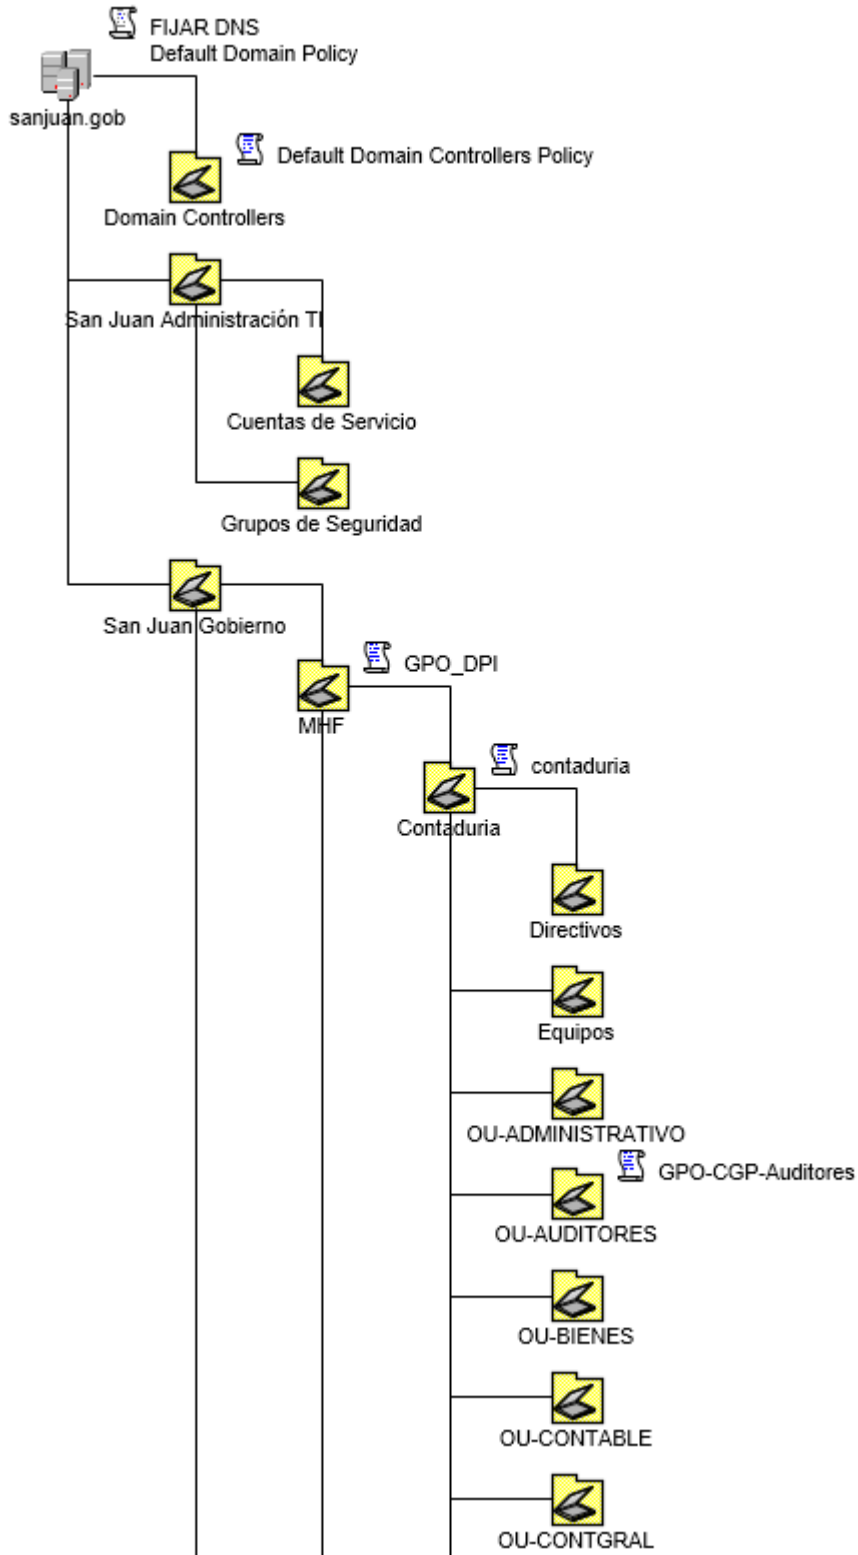 FIJAR DNS
Default Domain Policy
sanjuan.gob
Default Domain Controllers Policy
Domain Controllers
San Juan Administración TI
Cuentas de Servicio
Grupos de Seguridad
San Juan Gobierno
GPO_DPI
MHF
contaduria
Contaduria
Directivos
Equipos
OU-ADMINISTRATIVO
GPO-CGP-Auditores
OU-AUDITORES
OU-BIENES
OU-CONTABLE
OU-CONTGRAL